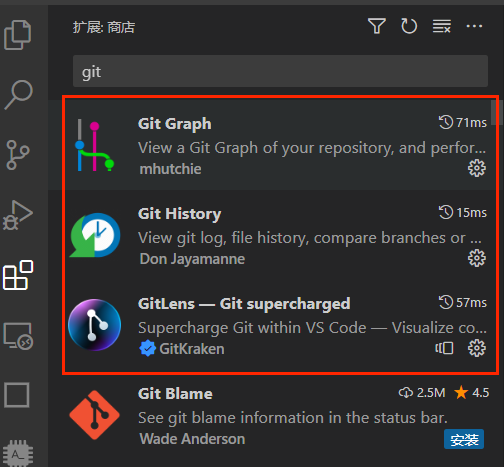 扩展: 商店
git
Git Graph 71ms
View a Git Graph of your repository, and perfor...
mhutchie
Git History 15ms
View git log, file history, compare branches or ...
Don Jayamanne
GitLens — Git supercharged 57ms
Supercharge Git within VS Code — Visualize co...
GitKraken
Git Blame 2.5M 4.5
See git blame information in the status bar.
Wade Anderson 安装